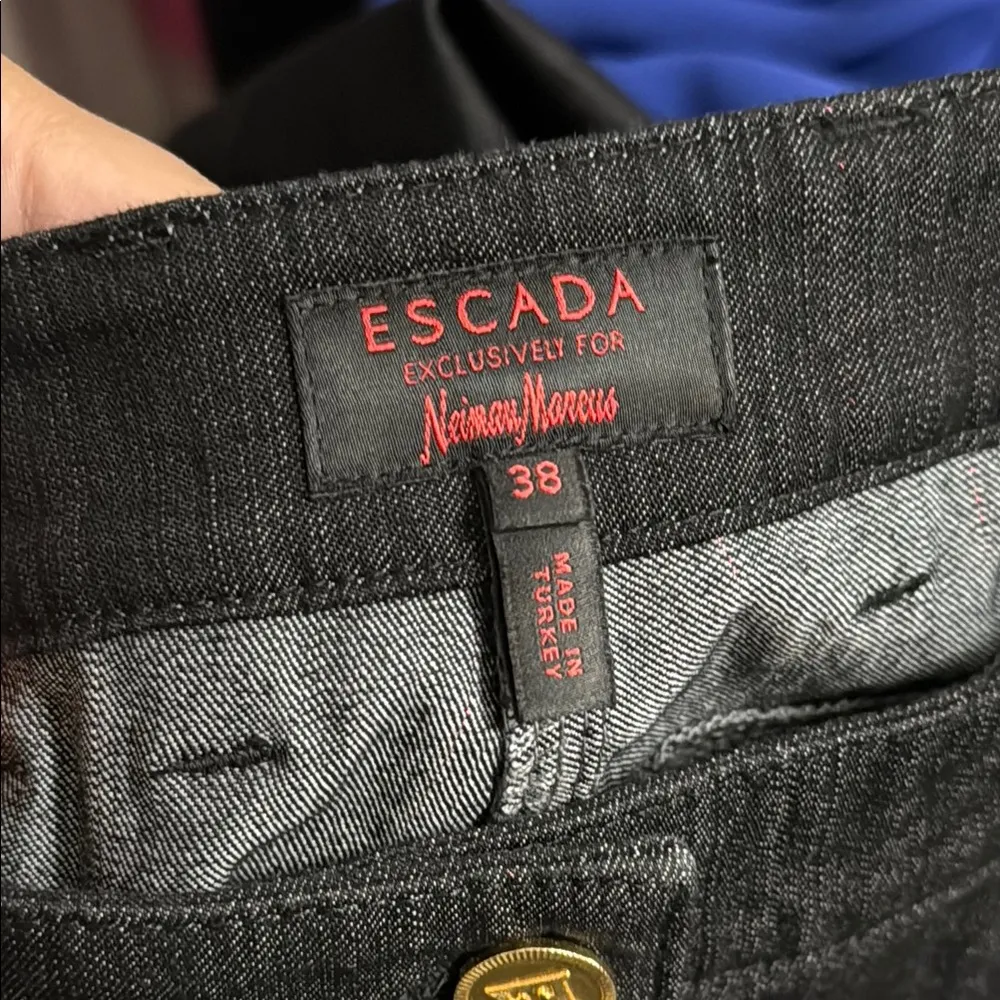 ESCADA
EXCLUSIVELY FOR
Neiman Marcus
38
MADE IN
TURKEY